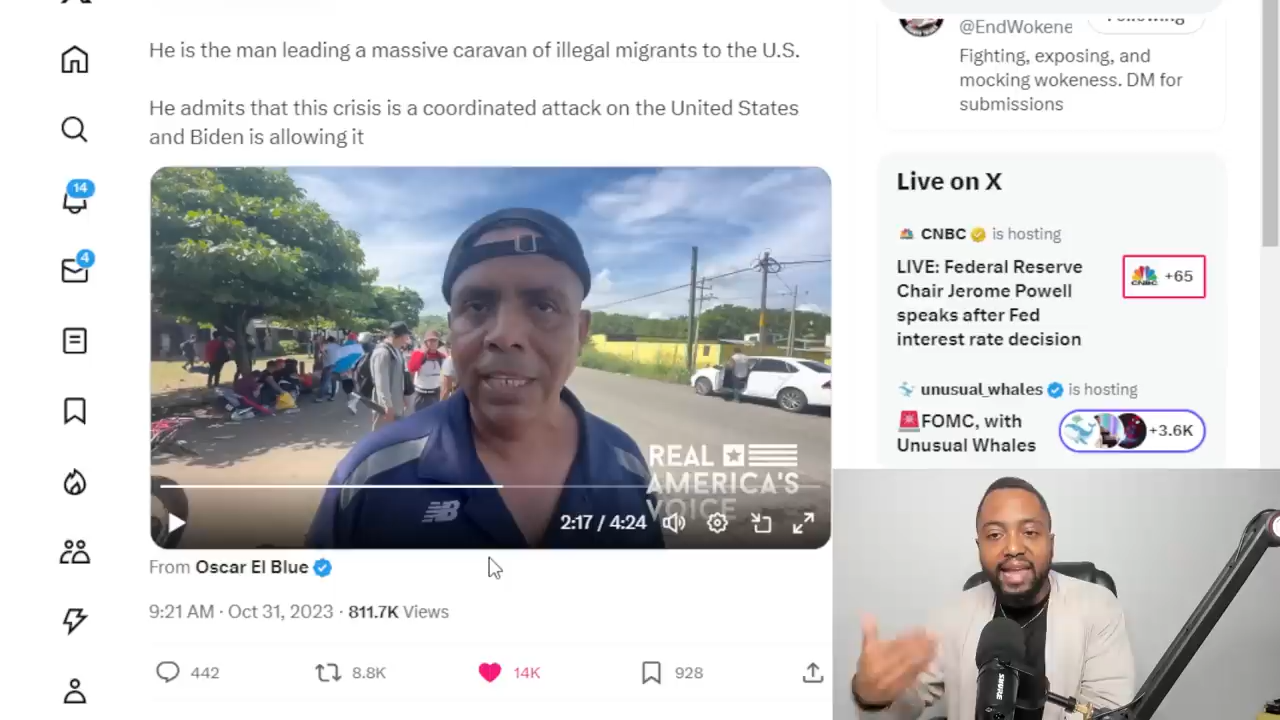 He is the man leading a massive caravan of illegal migrants to the U.S.
He admits that this crisis is a coordinated attack on the United States
and Biden is allowing it
REAL
AMERICA'S
VOICE
NB
2:17 / 4:24
From Oscar El Blue
9:21 AM · Oct 31, 2023 · 811.7K Views
442
8.8K
14K
928
14
4
@EndWokene
Following
Fighting, exposing, and
mocking wokeness. DM for
submissions
Live on X
CNBC is hosting
LIVE: Federal Reserve
Chair Jerome Powell
speaks after Fed
interest rate decision
CNBC
+65
unusual_whales is hosting
🚨FOMC, with
Unusual Whales
+3.6K
SHURE